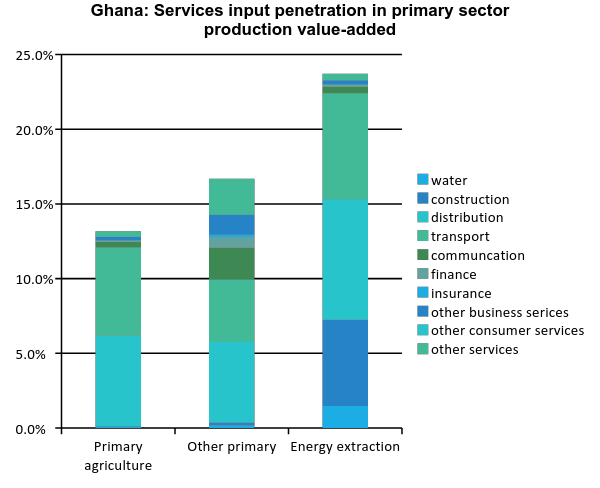 Ghana: Services input penetration in primary sector
production value-added
25.0%
20.0%
15.0%
10.0%
5.0%
0.0%
Primary
agriculture
Other primary
Energy extraction
water
construction
distribution
transport
communcation
finance
insurance
other business serices
other consumer services
other services